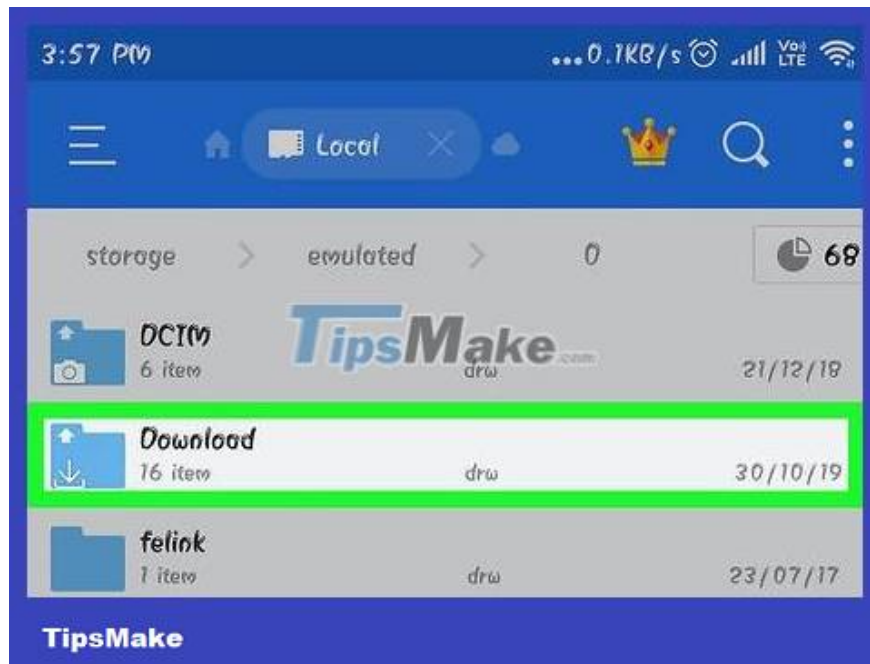 3:57 PM ...0.1KB/s Vo) LTE
Local
storage > emulated > 0 68
DCIM
6 item drw 21/12/18
TipsMake.com
Download
16 item drw 30/10/19
felink
1 item drw 23/07/17
TipsMake